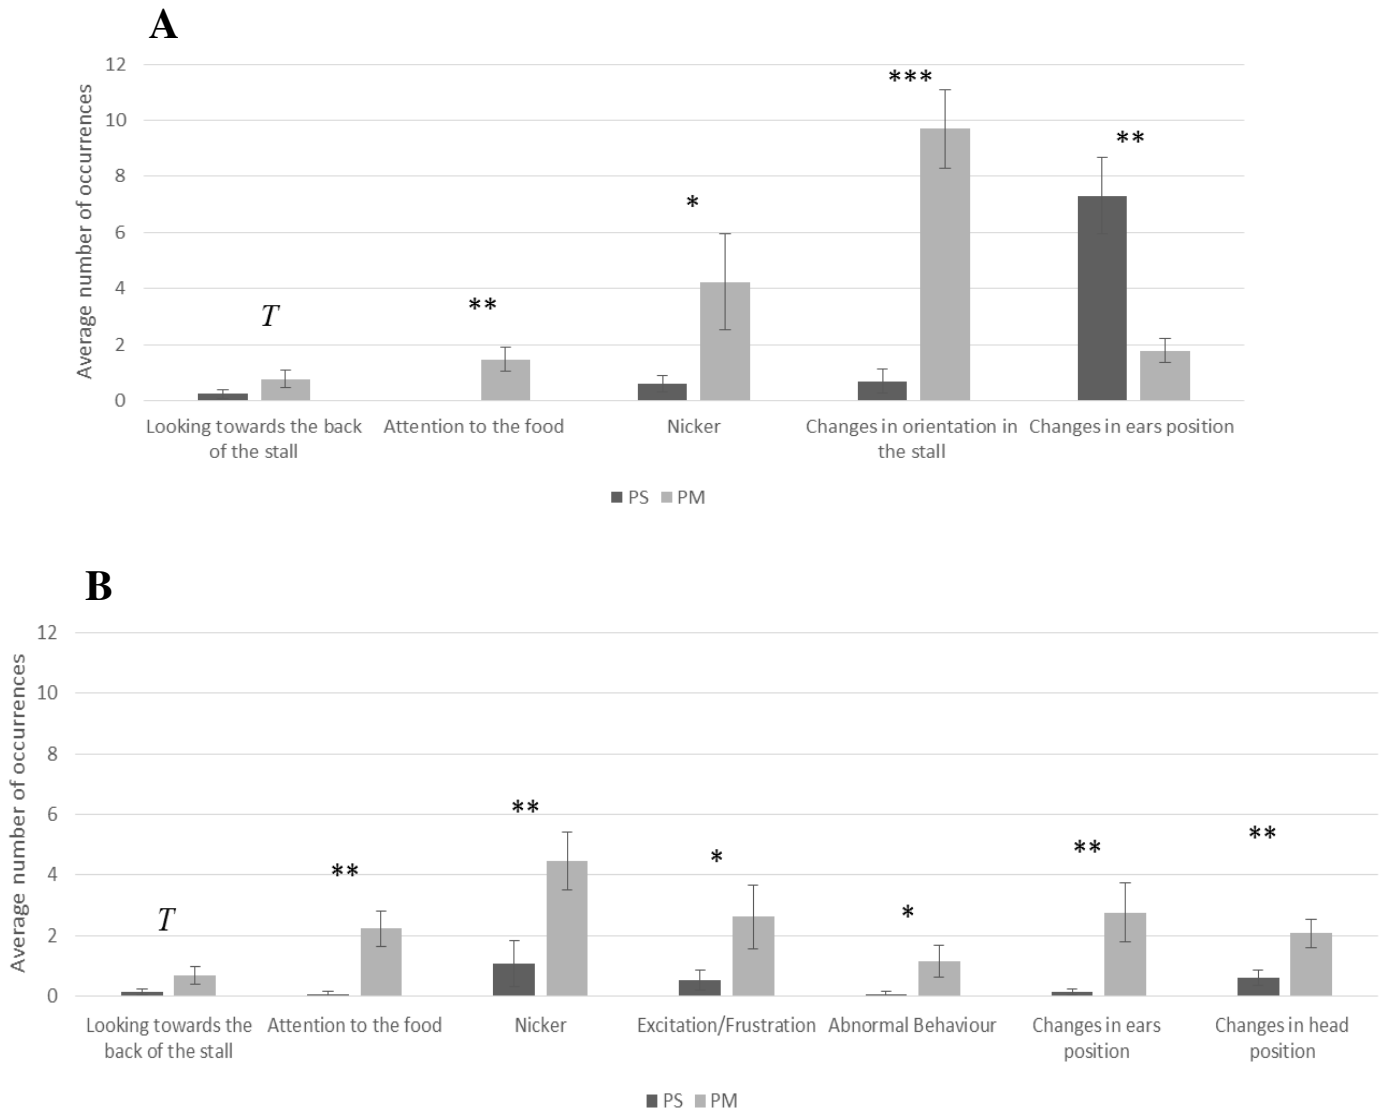 A
Average number of occurrences
12
10
8
6
4
2
0
T
**
*
***
**
Looking towards the back
of the stall
Attention to the food
Nicker
Changes in orientation in
the stall
Changes in ears position
PS PM
B
Average number of occurrences
12
10
8
6
4
2
0
T
**
**
*
*
**
**
Looking towards the
back of the stall
Attention to the food
Nicker
Excitation/Frustration
Abnormal Behaviour
Changes in ears
position
Changes in head
position
PS PM